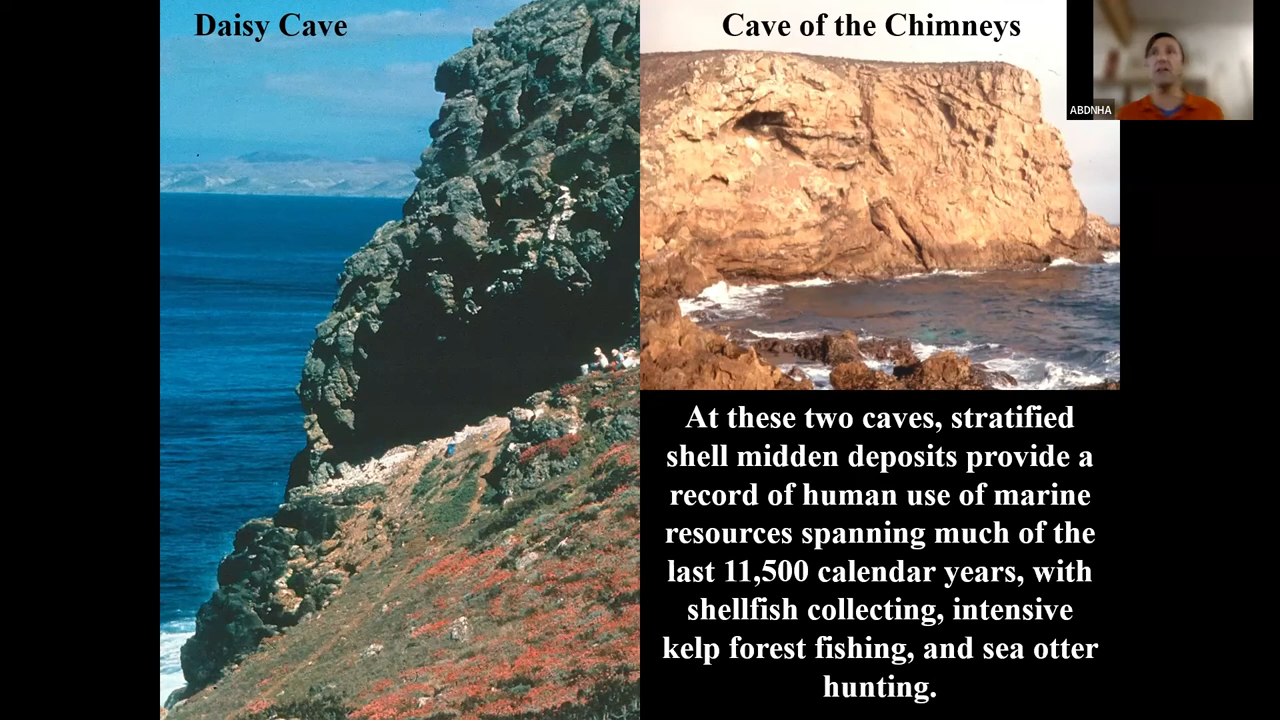 Daisy Cave
Cave of the Chimneys
ABDNHA
At these two caves, stratified
shell midden deposits provide a
record of human use of marine
resources spanning much of the
last 11,500 calendar years, with
shellfish collecting, intensive
kelp forest fishing, and sea otter
hunting.